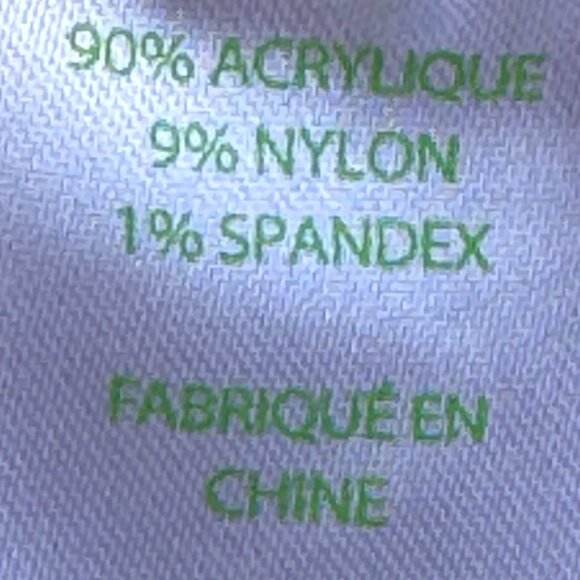 90% ACRYLIQUE
9% NYLON
1% SPANDEX
FABRIQUÉ EN
CHINE